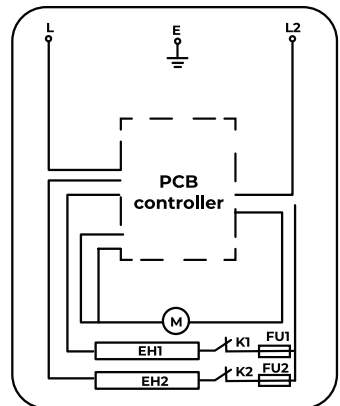 L E L2
PCB
controller
M
K1 FU1
EH1
K2 FU2
EH2